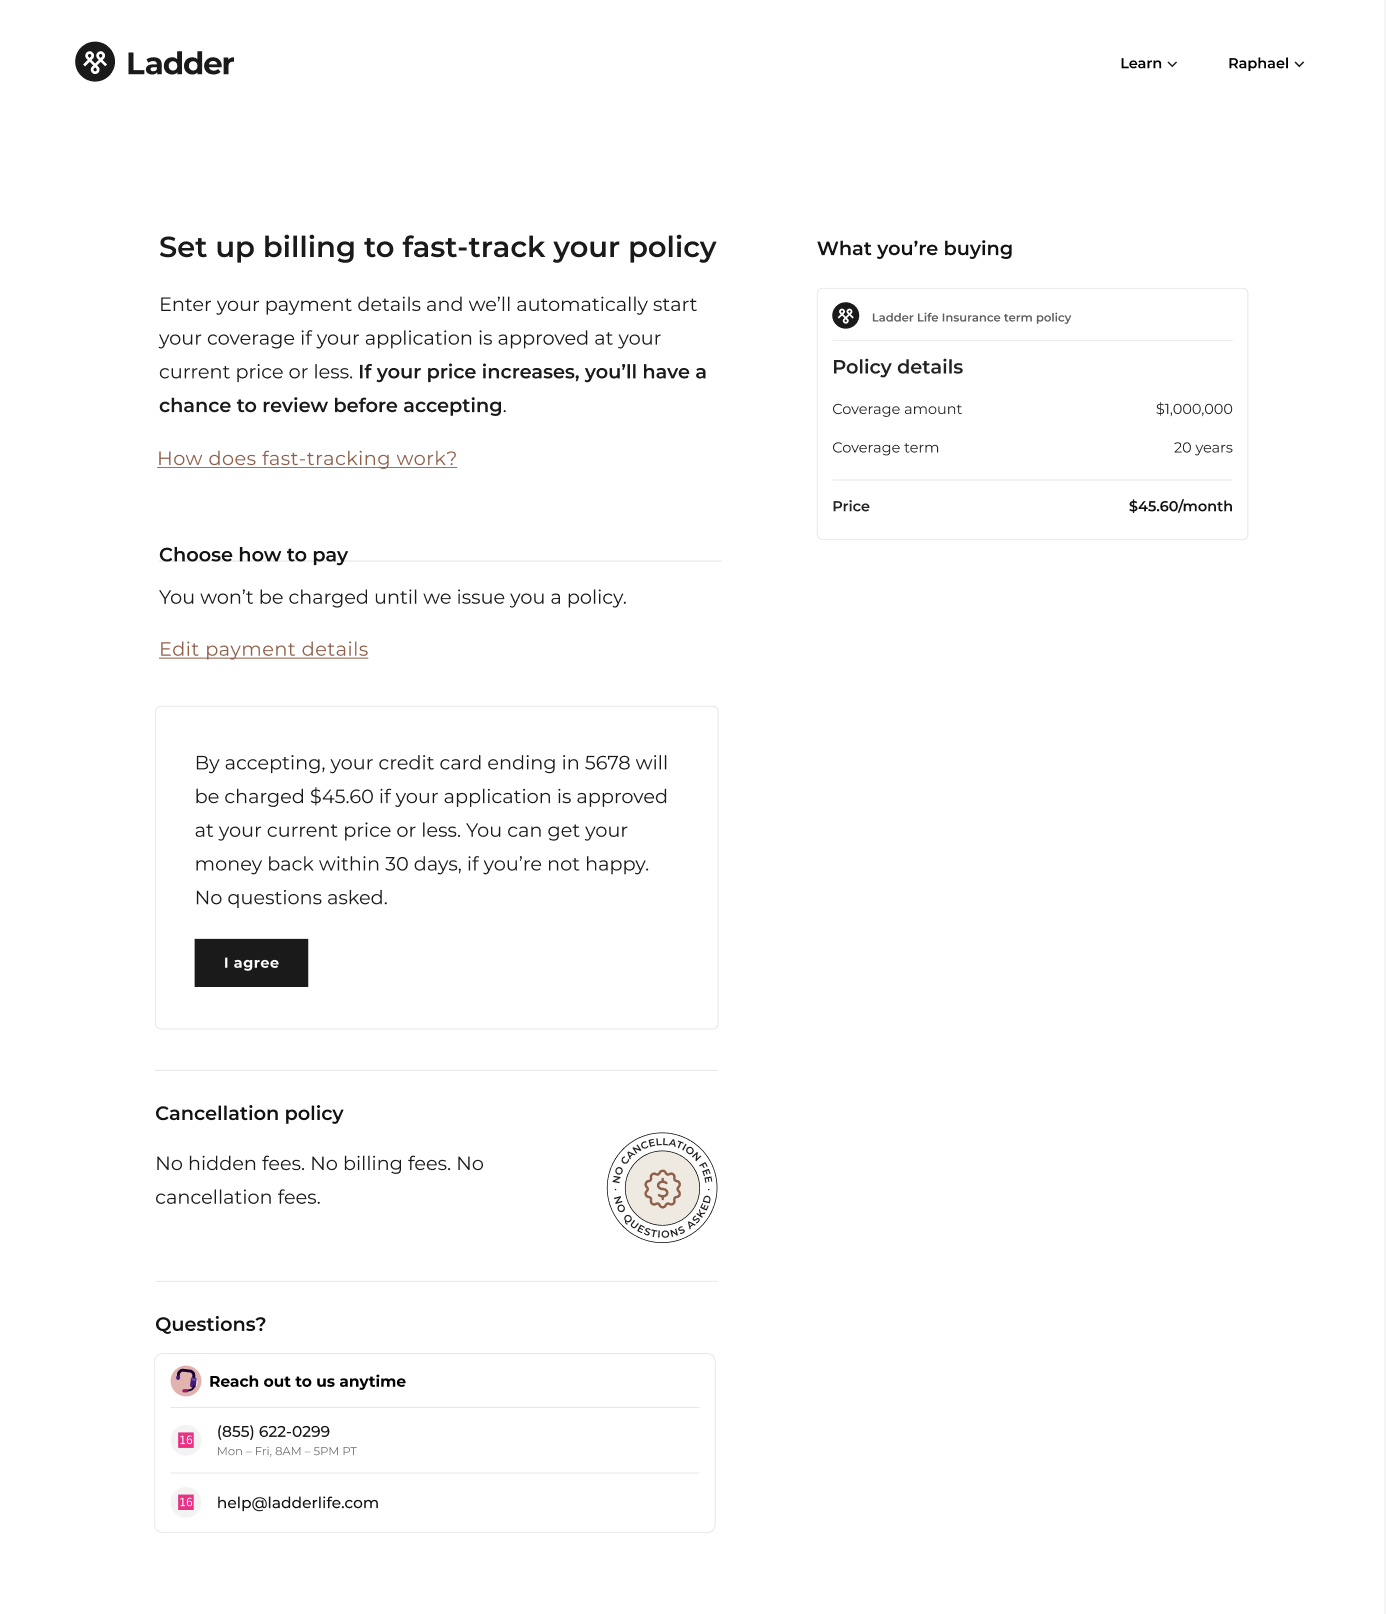 Ladder
Learn
Raphael
Set up billing to fast-track your policy
Enter your payment details and we’ll automatically start
your coverage if your application is approved at your
current price or less. If your price increases, you’ll have a
chance to review before accepting.
How does fast-tracking work?
Choose how to pay
You won’t be charged until we issue you a policy.
Edit payment details
By accepting, your credit card ending in 5678 will
be charged $45.60 if your application is approved
at your current price or less. You can get your
money back within 30 days, if you’re not happy.
No questions asked.
I agree
Cancellation policy
No hidden fees. No billing fees. No
cancellation fees.
· NO CANCELLATION FEE ·
NO QUESTIONS ASKED
$
Questions?
Reach out to us anytime
16
(855) 622-0299
Mon – Fri, 8AM – 5PM PT
16
help@ladderlife.com
What you’re buying
Ladder Life Insurance term policy
Policy details
Coverage amount $1,000,000
Coverage term 20 years
Price $45.60/month